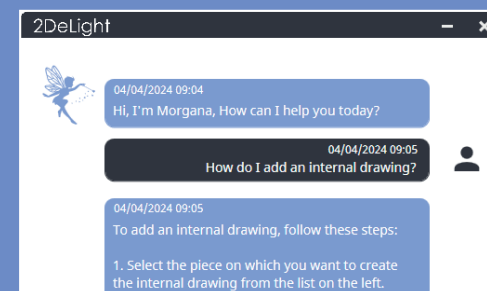 2DeLight
04/04/2024 09:04
Hi, I'm Morgana, How can I help you today?
04/04/2024 09:05
How do I add an internal drawing?
04/04/2024 09:05
To add an internal drawing, follow these steps:
1. Select the piece on which you want to create
the internal drawing from the list on the left.